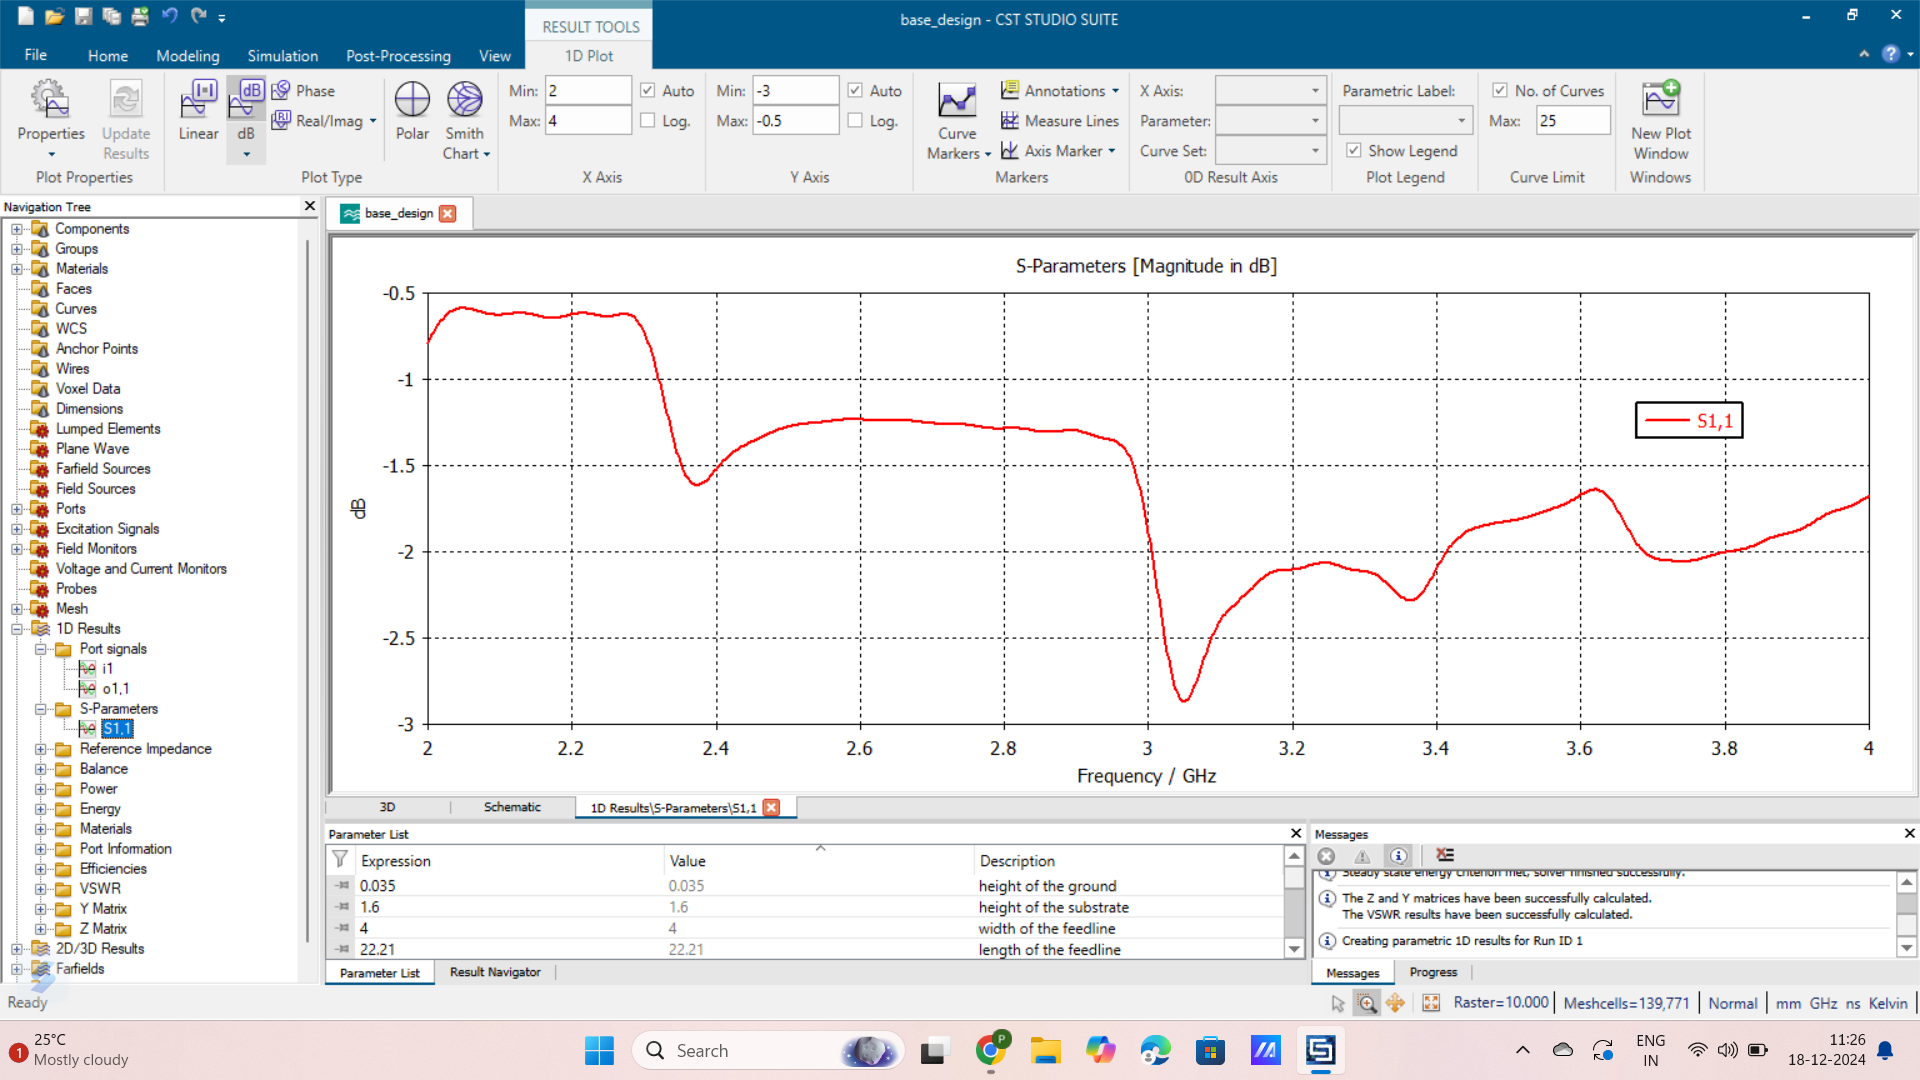 RESULT TOOLS
base_design - CST STUDIO SUITE
File
Home
Modeling
Simulation
Post-Processing
View
1D Plot
Properties
Update Results
Plot Properties
Linear
dB
Phase
Real/Imag
Polar
Smith Chart
Plot Type
Min: 2
Auto
Max: 4
Log.
X Axis
Min: -3
Auto
Max: -0.5
Log.
Y Axis
Curve Markers
Annotations
Measure Lines
Axis Marker
Markers
X Axis:
Parameter:
Curve Set:
0D Result Axis
Parametric Label:
Show Legend
Plot Legend
No. of Curves
Max: 25
Curve Limit
New Plot Window
Windows
Navigation Tree
Components
Groups
Materials
Faces
Curves
WCS
Anchor Points
Wires
Voxel Data
Dimensions
Lumped Elements
Plane Wave
Farfield Sources
Field Sources
Ports
Excitation Signals
Field Monitors
Voltage and Current Monitors
Probes
Mesh
1D Results
Port signals
i1
o1,1
S-Parameters
S1,1
Reference Impedance
Balance
Power
Energy
Materials
Port Information
Efficiencies
VSWR
Y Matrix
Z Matrix
2D/3D Results
Farfields
base_design
S-Parameters [Magnitude in dB]
-0.5
-1
-1.5
-2
-2.5
-3
dB
S1,1
2 2.2 2.4 2.6 2.8 3 3.2 3.4 3.6 3.8 4
Frequency / GHz
3D
Schematic
1D Results\S-Parameters\S1,1
Parameter List
Expression Value Description
0.035 0.035 height of the ground
1.6 1.6 height of the substrate
4 4 width of the feedline
22.21 22.21 length of the feedline
Parameter List
Result Navigator
Messages
Steady state energy criterion met, solver finished successfully.
The Z and Y matrices have been successfully calculated.
The VSWR results have been successfully calculated.
Creating parametric 1D results for Run ID 1
Messages
Progress
Ready
Raster=10.000
Meshcells=139,771
Normal
mm GHz ns Kelvin
1
25°C
Mostly cloudy
Search
P
ENG
IN
11:26
18-12-2024